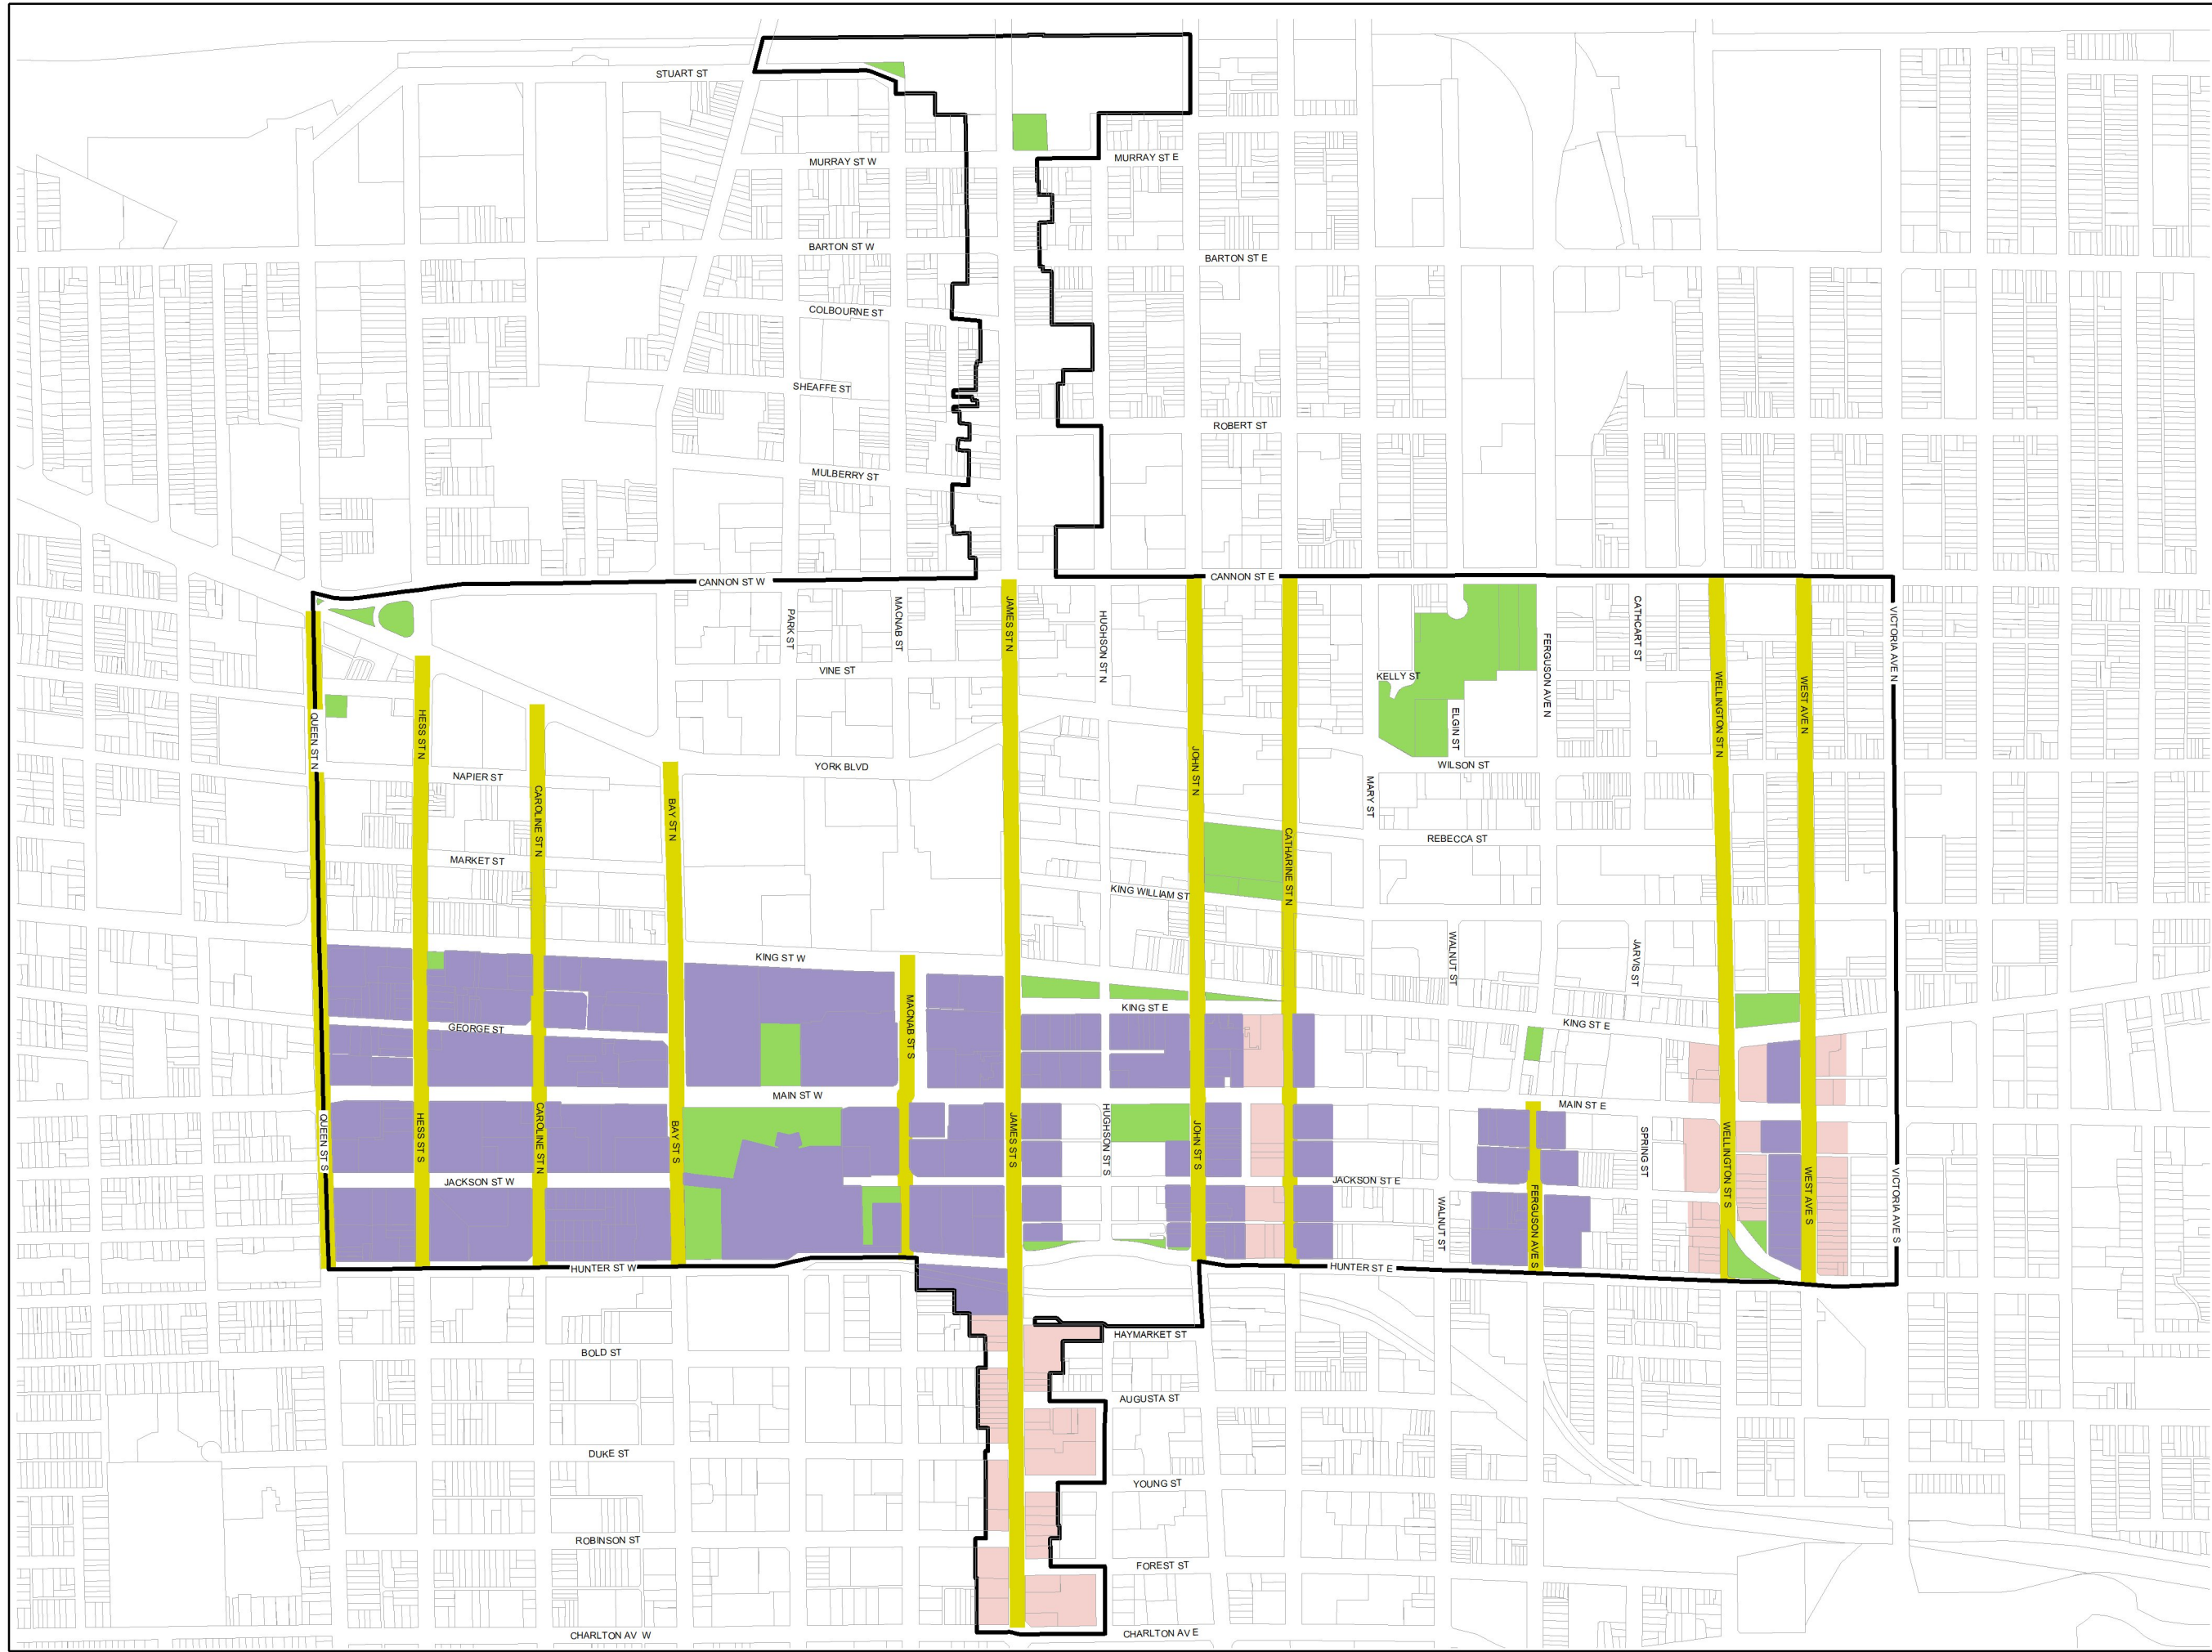 STUART ST
MURRAY ST W
MURRAY ST E
BARTON ST W
BARTON ST E
COLBOURNE ST
SHEAFFE ST
ROBERT ST
MULBERRY ST
CANNON ST W
CANNON ST E
PARK ST
MACNAB ST
JAMES ST N
HUGHSON ST N
CATHCART ST
VICTORIA AVE N
FERGUSON AVE N
VINE ST
KELLY ST
WELLINGTON ST N
WEST AVE N
QUEEN ST N
HESS ST N
ELGIN ST
JOHN ST N
NAPIER ST
YORK BLVD
WILSON ST
CAROLINE ST N
BAY ST N
MARY ST
CATHARINE ST N
REBECCA ST
MARKET ST
KING WILLIAM ST
WALNUT ST
JARVIS ST
KING ST W
KING ST E
KING ST E
MACNAB ST S
GEORGE ST
MAIN ST W
MAIN ST E
QUEEN ST S
HESS ST S
CAROLINE ST N
BAY ST S
JAMES ST S
HUGHSON ST S
JOHN ST S
SPRING ST
WELLINGTON ST S
WEST AVE S
VICTORIA AVE S
JACKSON ST W
JACKSON ST E
WALNUT ST
FERGUSON AVE S
HUNTER ST W
HUNTER ST E
HAYMARKET ST
BOLD ST
AUGUSTA ST
DUKE ST
YOUNG ST
ROBINSON ST
FOREST ST
CHARLTON AV W
CHARLTON AV E